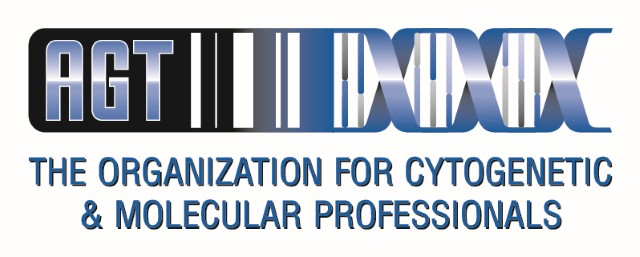 AGT
THE ORGANIZATION FOR CYTOGENETIC
& MOLECULAR PROFESSIONALS